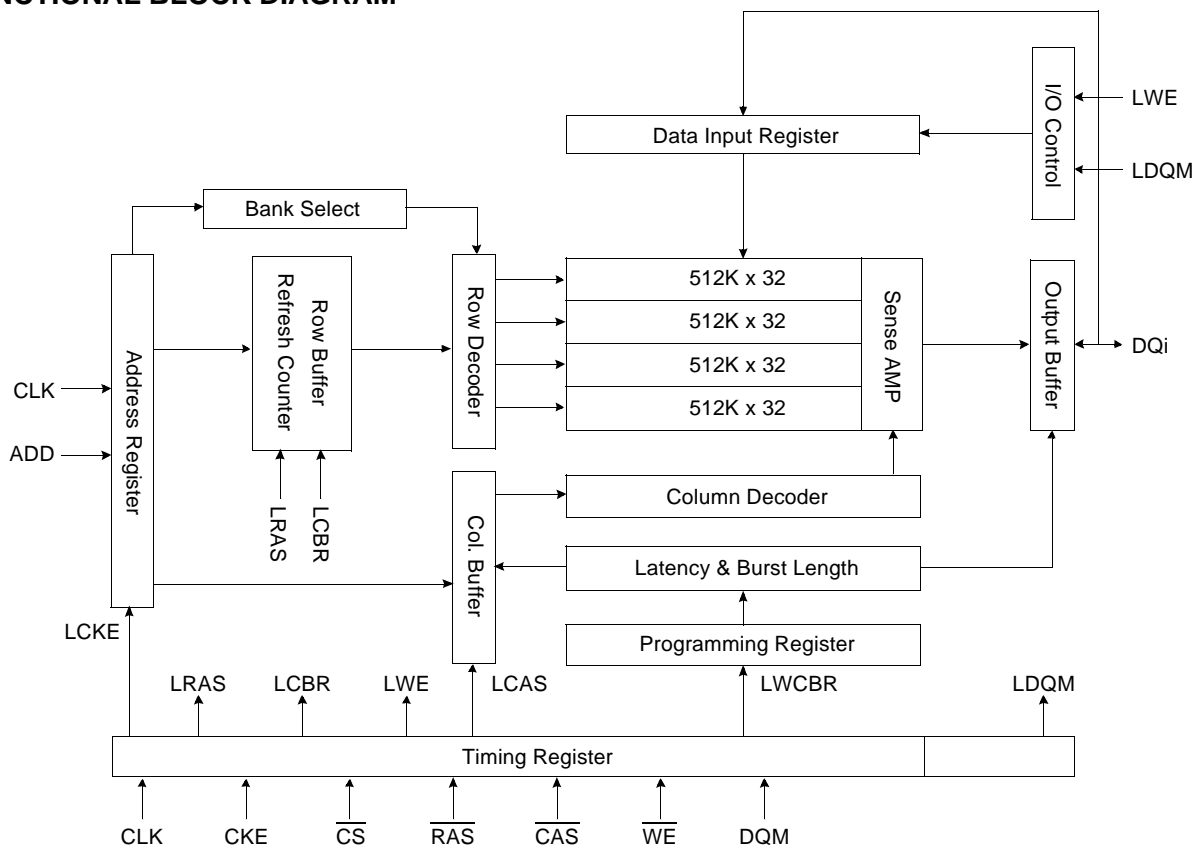 FUNCTIONAL BLOCK DIAGRAM
I/O Control
LWE
LDQM
Data Input Register
Bank Select
Address Register
CLK
ADD
Refresh Counter
Row Buffer
LRAS
LCBR
Row Decoder
512K x 32
512K x 32
512K x 32
512K x 32
Sense AMP
Output Buffer
DQi
Col. Buffer
Column Decoder
Latency & Burst Length
Programming Register
LCKE
LRAS
LCBR
LWE
LCAS
LWCBR
LDQM
Timing Register
CLK
CKE
CS
RAS
CAS
WE
DQM